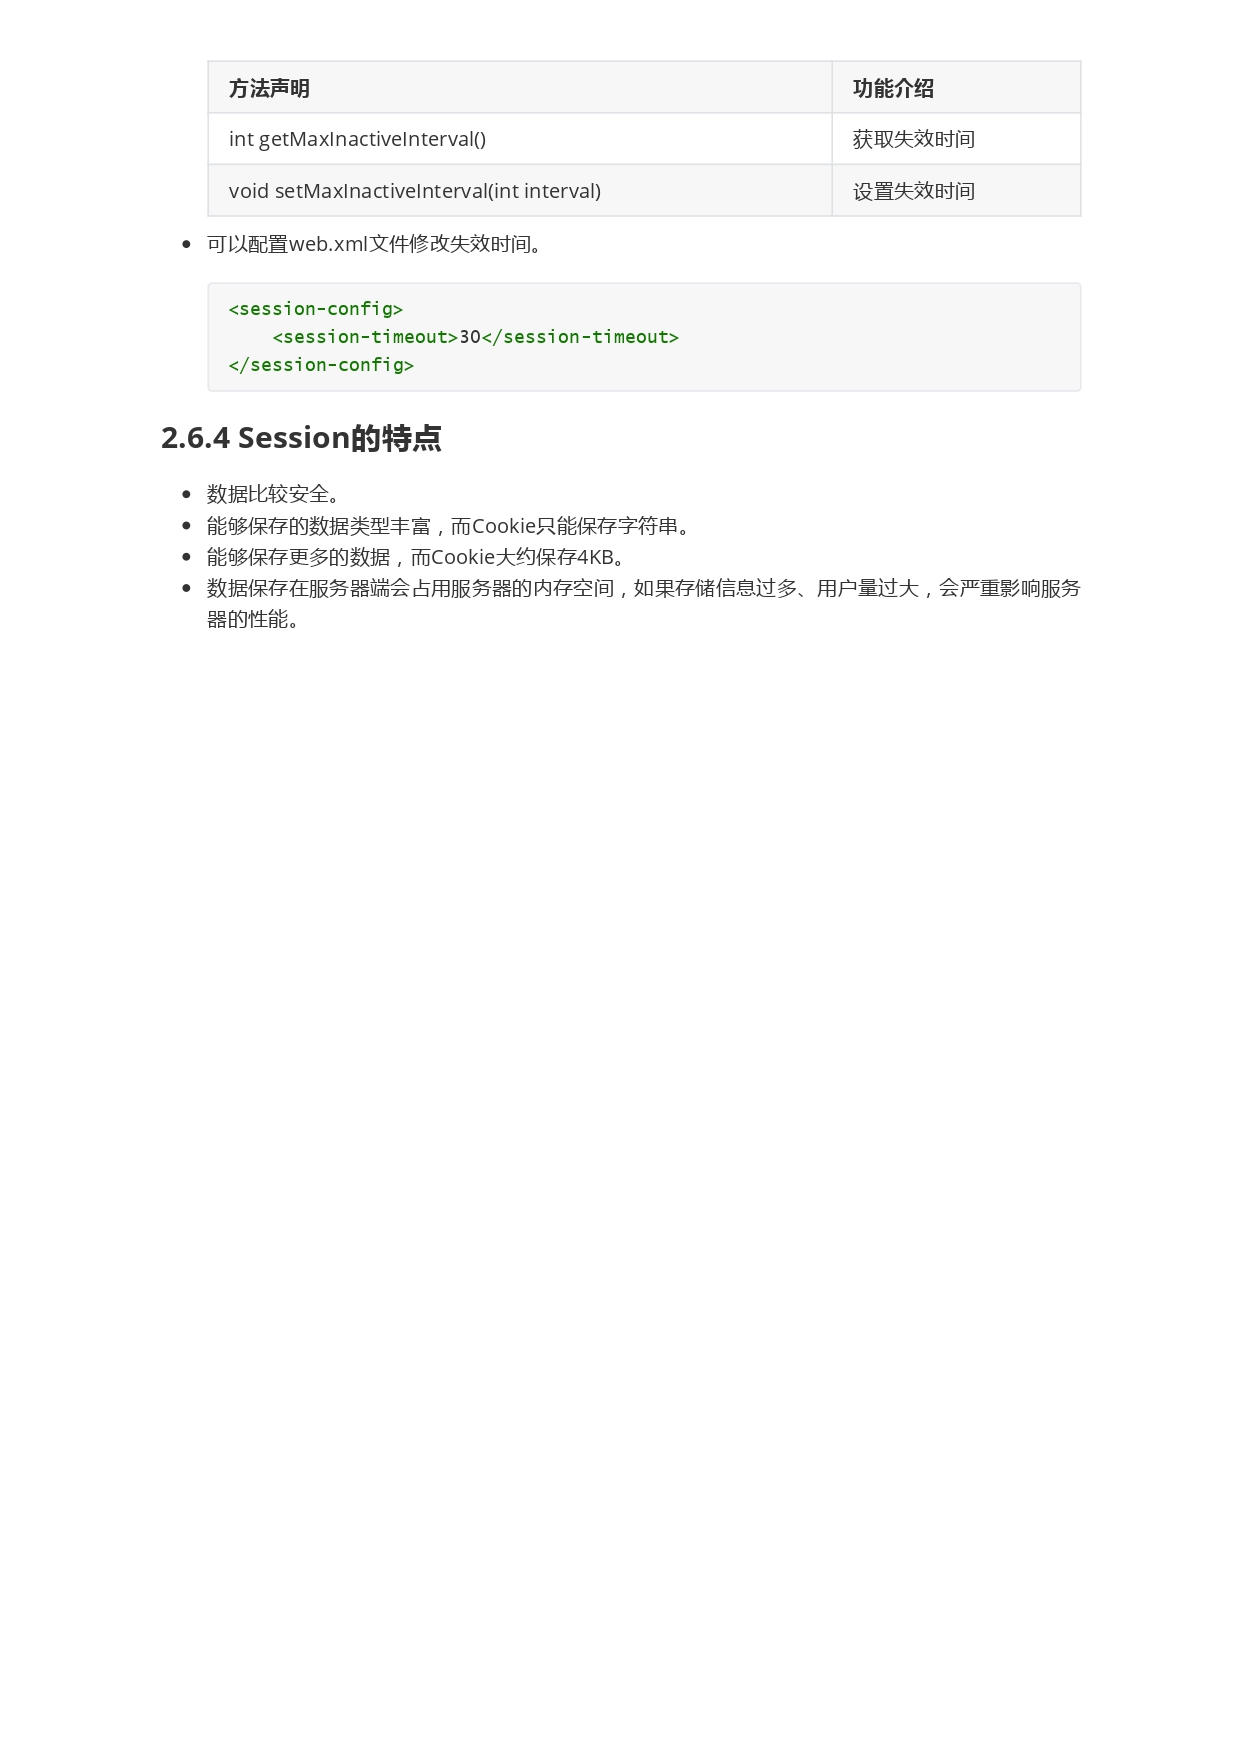 方法声明 功能介绍
int getMaxInactiveInterval() 获取失效时间
void setMaxInactiveInterval(int interval) 设置失效时间
可以配置web.xml文件修改失效时间。
<session-config>
    <session-timeout>30</session-timeout>
</session-config>
2.6.4 Session的特点
数据比较安全。
能够保存的数据类型丰富，而Cookie只能保存字符串。
能够保存更多的数据，而Cookie大约保存4KB。
数据保存在服务器端会占用服务器的内存空间，如果存储信息过多、用户量过大，会严重影响服务
器的性能。